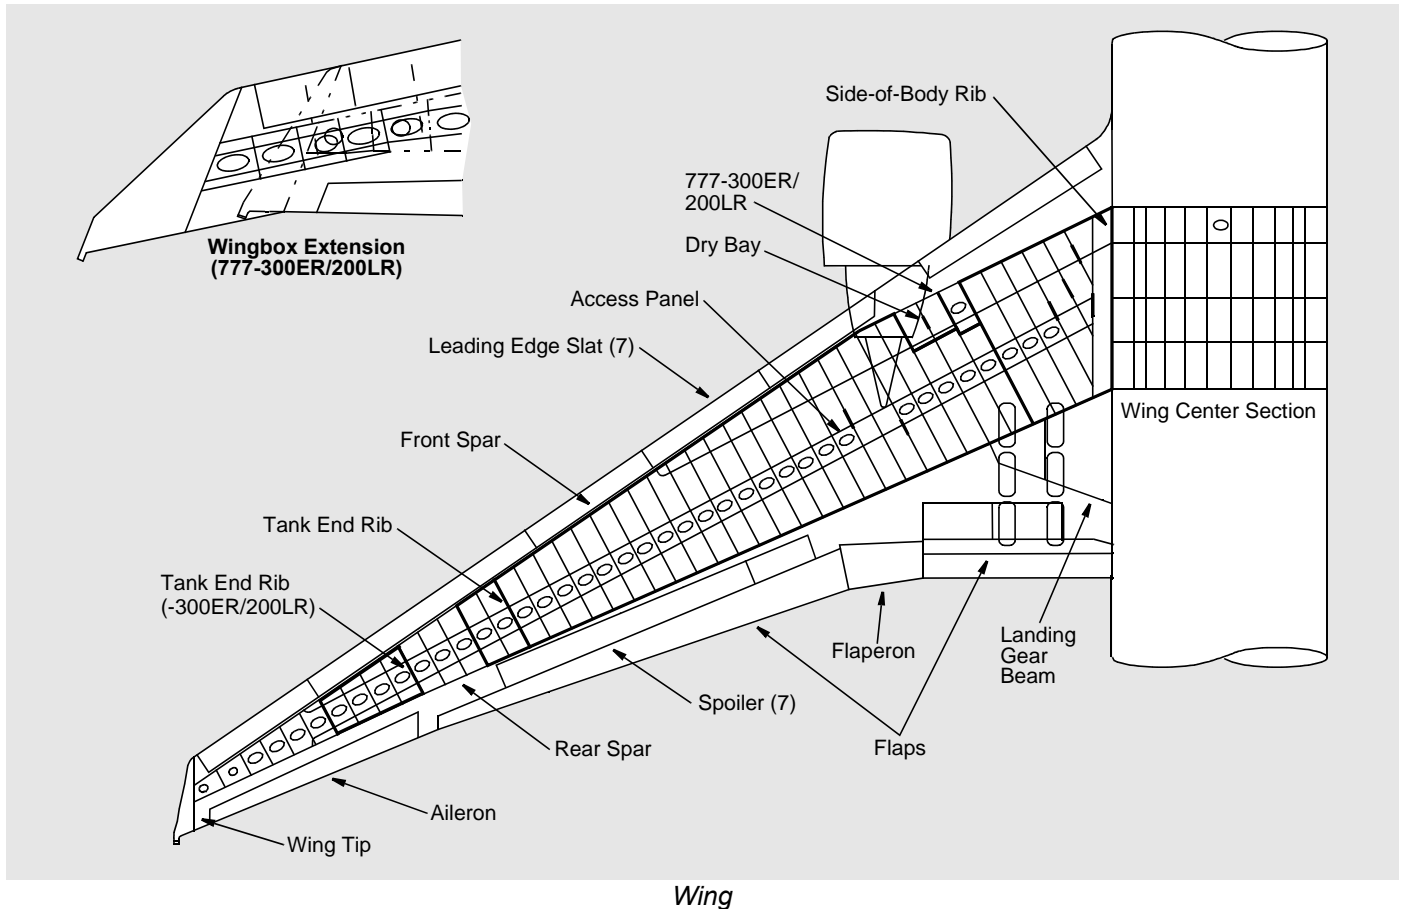 Side-of-Body Rib
777-300ER/
200LR
Wingbox Extension
(777-300ER/200LR)
Dry Bay
Access Panel
Leading Edge Slat (7)
Wing Center Section
Front Spar
Tank End Rib
Tank End Rib
(-300ER/200LR)
Landing
Gear
Beam
Flaperon
Spoiler (7)
Flaps
Rear Spar
Aileron
Wing Tip
Wing